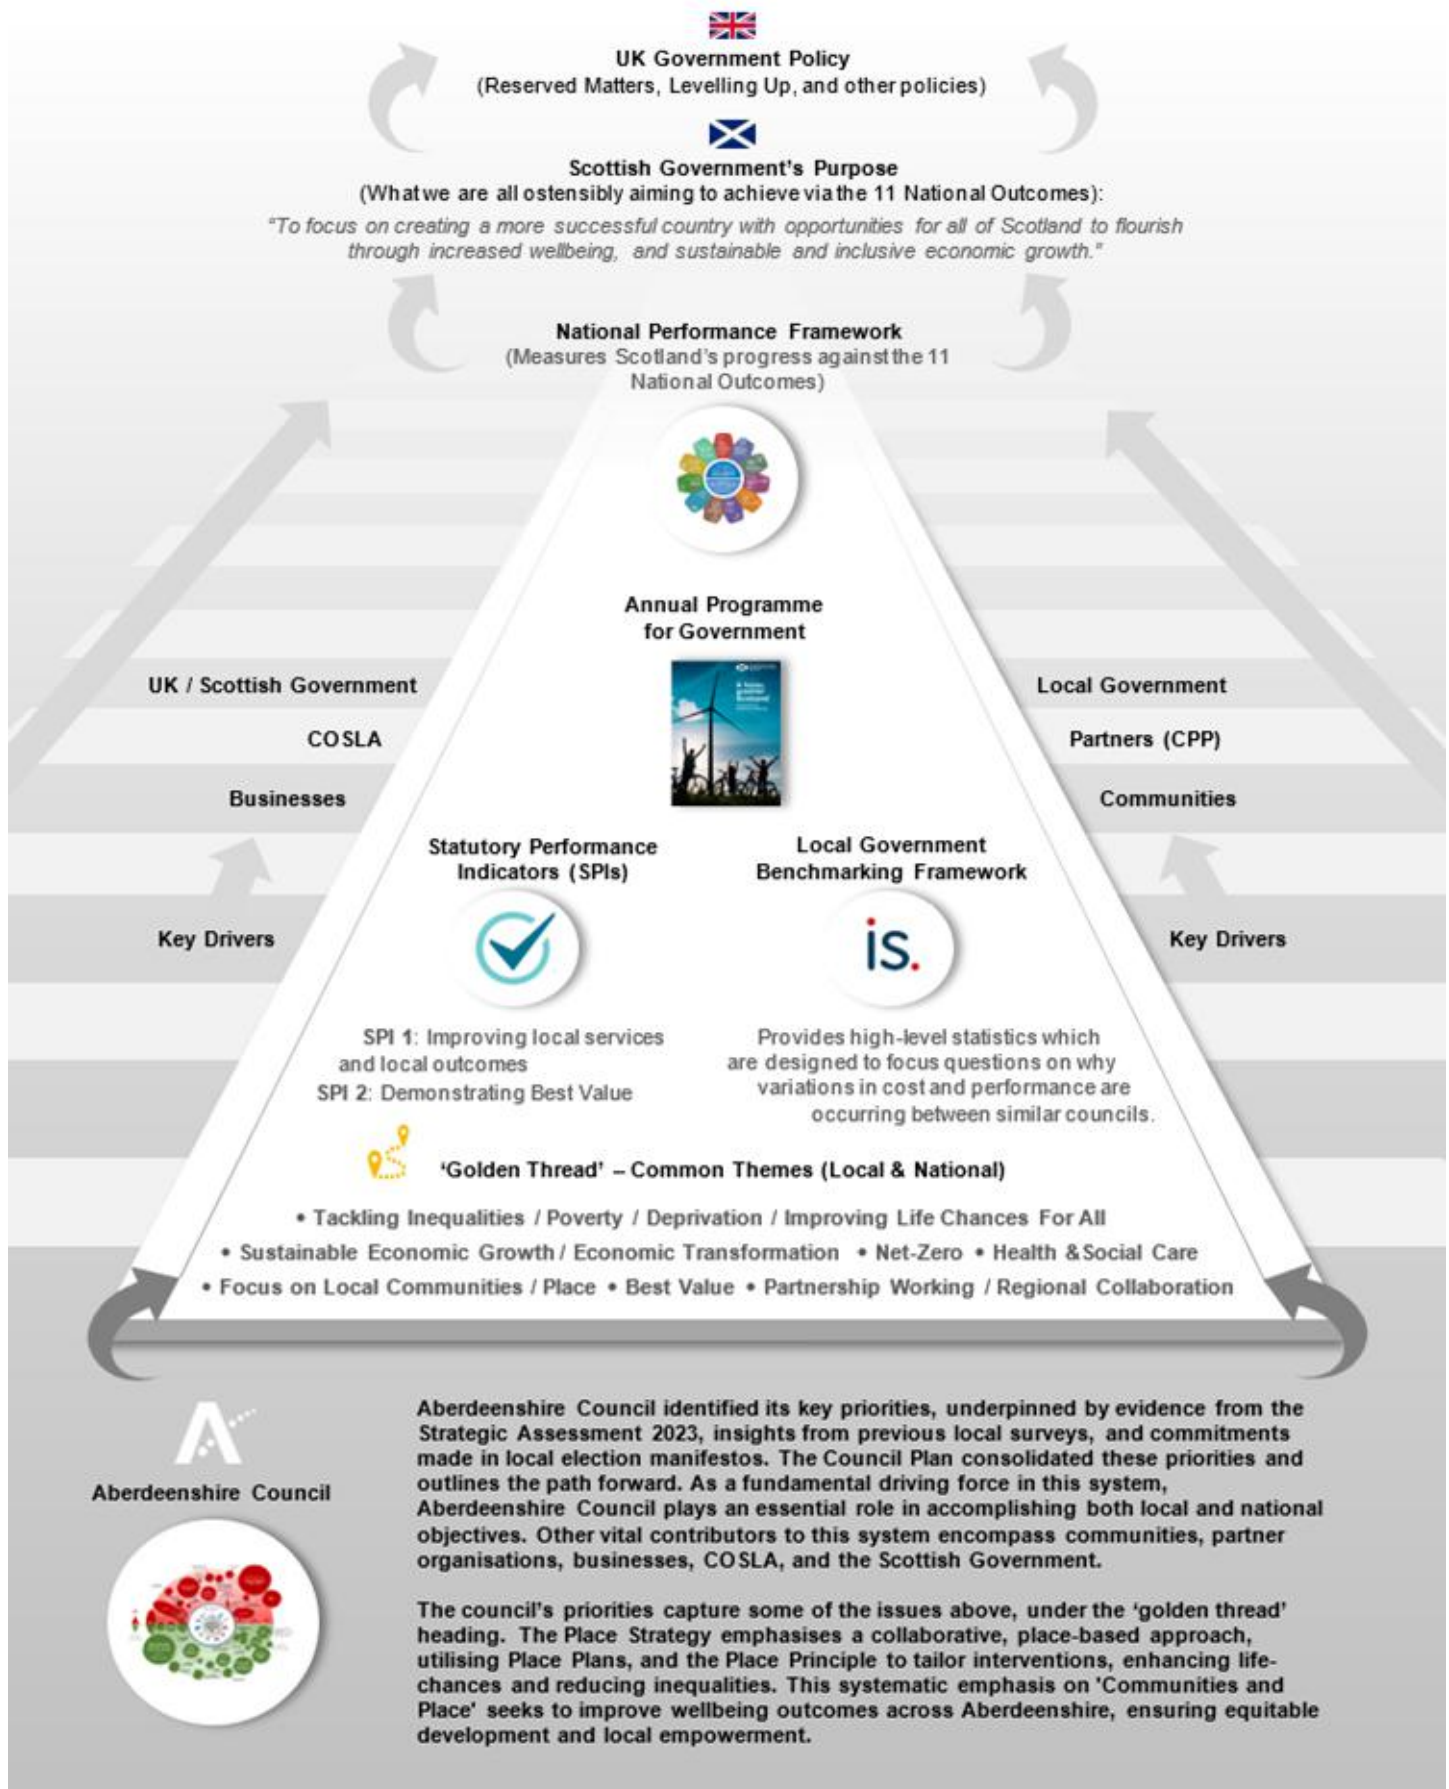 UK Government Policy
(Reserved Matters, Levelling Up, and other policies)
Scottish Government's Purpose
(What we are all ostensibly aiming to achieve via the 11 National Outcomes):
"To focus on creating a more successful country with opportunities for all of Scotland to flourish
through increased wellbeing, and sustainable and inclusive economic growth."
National Performance Framework
(Measures Scotland's progress against the 11
National Outcomes)
Annual Programme
for Government
UK / Scottish Government
COSLA
Businesses
Key Drivers
Local Government
Partners (CPP)
Communities
Key Drivers
Statutory Performance
Indicators (SPIs)
SPI 1: Improving local services
and local outcomes
SPI 2: Demonstrating Best Value
Local Government
Benchmarking Framework
is.
Provides high-level statistics which
are designed to focus questions on why
variations in cost and performance are
occurring between similar councils.
'Golden Thread' – Common Themes (Local & National)
• Tackling Inequalities / Poverty / Deprivation / Improving Life Chances For All
• Sustainable Economic Growth / Economic Transformation • Net-Zero • Health & Social Care
• Focus on Local Communities / Place • Best Value • Partnership Working / Regional Collaboration
Aberdeenshire Council
Aberdeenshire Council identified its key priorities, underpinned by evidence from the
Strategic Assessment 2023, insights from previous local surveys, and commitments
made in local election manifestos. The Council Plan consolidated these priorities and
outlines the path forward. As a fundamental driving force in this system,
Aberdeenshire Council plays an essential role in accomplishing both local and national
objectives. Other vital contributors to this system encompass communities, partner
organisations, businesses, COSLA, and the Scottish Government.
The council's priorities capture some of the issues above, under the 'golden thread'
heading. The Place Strategy emphasises a collaborative, place-based approach,
utilising Place Plans, and the Place Principle to tailor interventions, enhancing life-
chances and reducing inequalities. This systematic emphasis on 'Communities and
Place' seeks to improve wellbeing outcomes across Aberdeenshire, ensuring equitable
development and local empowerment.